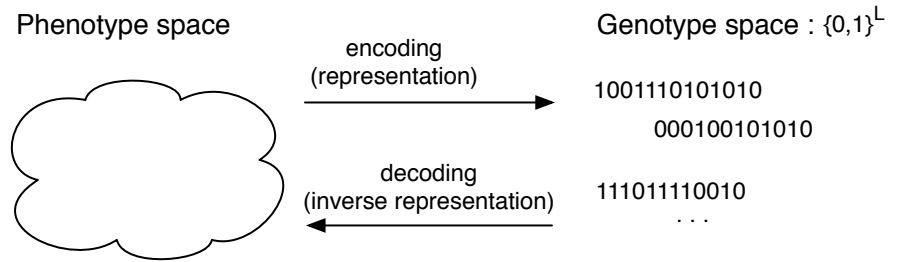 Phenotype space
Genotype space : {0,1}^L
encoding
(representation)
1001110101010
000100101010
decoding
(inverse representation)
111011110010
. . .